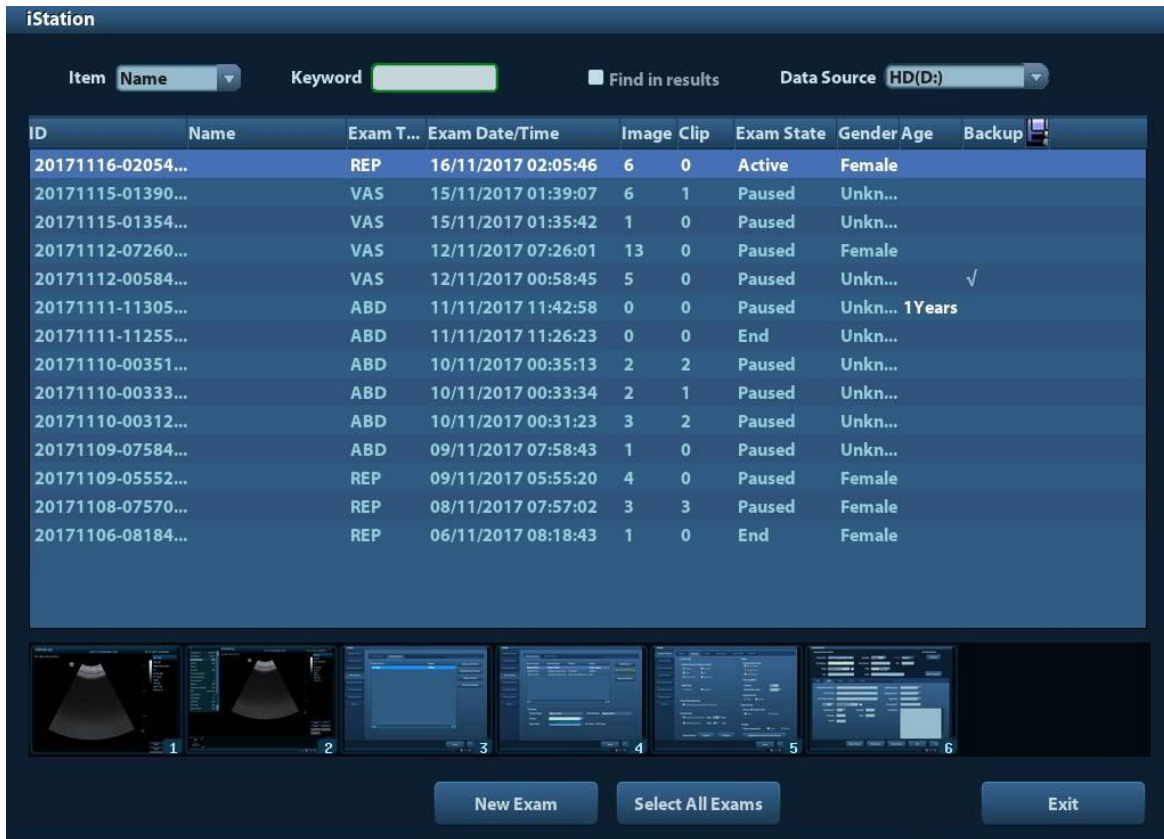 iStation
Item Name Keyword Find in results Data Source HD(D:)
ID Name Exam T... Exam Date/Time Image Clip Exam State Gender Age Backup
20171116-02054... REP 16/11/2017 02:05:46 6 0 Active Female
20171115-01390... VAS 15/11/2017 01:39:07 6 1 Paused Unkn...
20171115-01354... VAS 15/11/2017 01:35:42 1 0 Paused Unkn...
20171112-07260... VAS 12/11/2017 07:26:01 13 0 Paused Female
20171112-00584... VAS 12/11/2017 00:58:45 5 0 Paused Unkn... √
20171111-11305... ABD 11/11/2017 11:42:58 0 0 Paused Unkn... 1Years
20171111-11255... ABD 11/11/2017 11:26:23 0 0 End Unkn...
20171110-00351... ABD 10/11/2017 00:35:13 2 2 Paused Unkn...
20171110-00333... ABD 10/11/2017 00:33:34 2 1 Paused Unkn...
20171110-00312... ABD 10/11/2017 00:31:23 3 2 Paused Unkn...
20171109-07584... ABD 09/11/2017 07:58:43 1 0 Paused Unkn...
20171109-05552... REP 09/11/2017 05:55:20 4 0 Paused Female
20171108-07570... REP 08/11/2017 07:57:02 3 3 Paused Female
20171106-08184... REP 06/11/2017 08:18:43 1 0 End Female
1 2 3 4 5 6
New Exam Select All Exams Exit